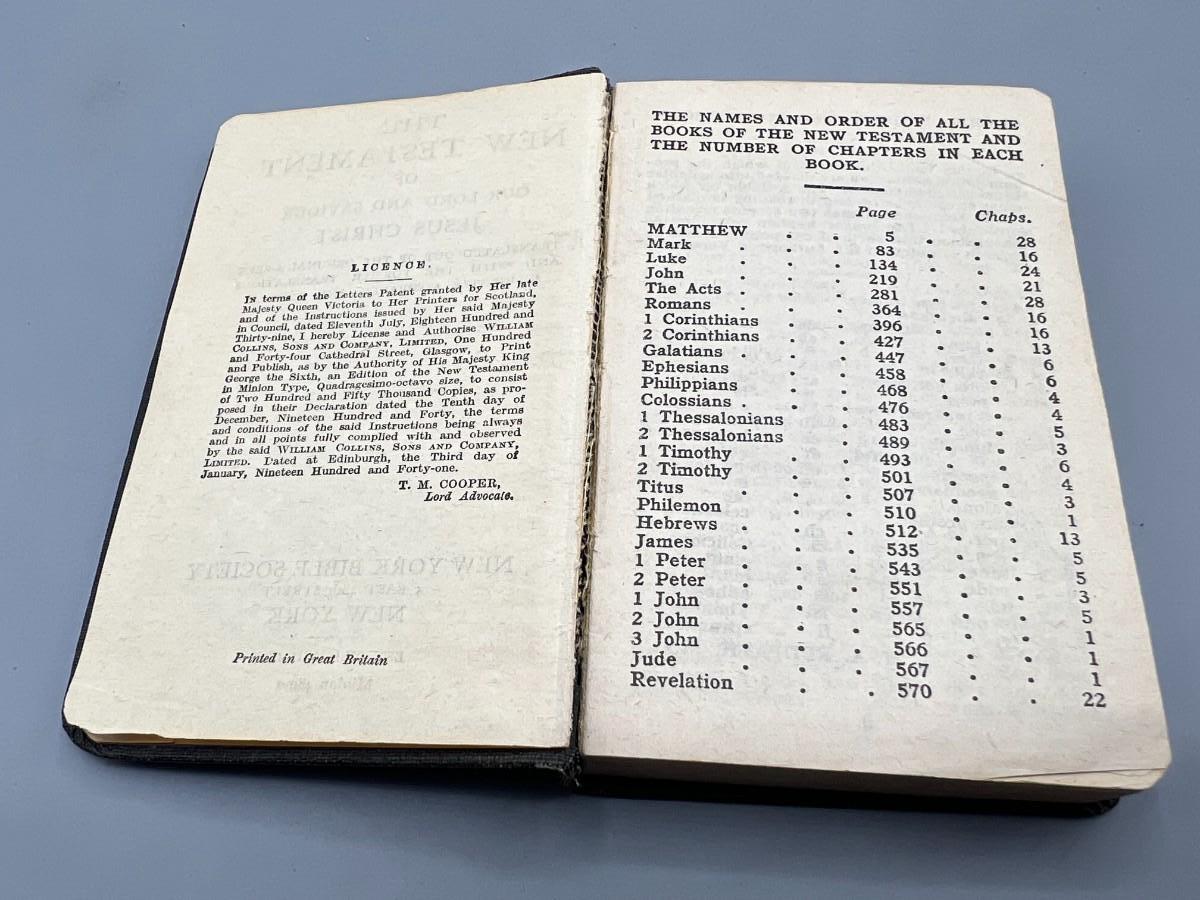 LICENCE.
In terms of the Letters Patent granted by Her late
Majesty Queen Victoria to Her Printers for Scotland,
and of the Instructions issued by Her said Majesty
in Council, dated Eleventh July, Eighteen Hundred and
Thirty-nine, I hereby License and Authorise WILLIAM
COLLINS, SONS AND COMPANY, LIMITED, One Hundred
and Forty-four Cathedral Street, Glasgow, to Print
and Publish, as by the Authority of His Majesty King
George the Sixth, an Edition of the New Testament
in Minion Type, Quadragesimo-octavo size, to consist
of Two Hundred and Fifty Thousand Copies, as pro-
posed in their Declaration dated the Tenth day of
December, Nineteen Hundred and Forty, the terms
and conditions of the said Instructions being always
and in all points fully complied with and observed
by the said WILLIAM COLLINS, SONS AND COMPANY,
LIMITED. Dated at Edinburgh, the Third day of
January, Nineteen Hundred and Forty-one.
T. M. COOPER,
Lord Advocate.
Printed in Great Britain
THE NAMES AND ORDER OF ALL THE
BOOKS OF THE NEW TESTAMENT AND
THE NUMBER OF CHAPTERS IN EACH
BOOK.
Page Chaps.
MATTHEW . . 5 . . 28
Mark . . . 83 . . 16
Luke . . . 134 . . 24
John . . . 219 . . 21
The Acts . . . 281 . . 28
Romans . . . 364 . . 16
1 Corinthians . . 396 . . 16
2 Corinthians . . 427 . . 13
Galatians . . . 447 . . 6
Ephesians . . 458 . . 6
Philippians . . 468 . . 4
Colossians . . . 476 . . 4
1 Thessalonians . 483 . . 5
2 Thessalonians . 489 . . 3
1 Timothy . . 493 . . 6
2 Timothy . . 501 . . 4
Titus . . . 507 . . 3
Philemon . . 510 . . 1
Hebrews . . . 512 . . 13
James . . . 535 . . 5
1 Peter . . . 543 . . 5
2 Peter . . . 551 . . 3
1 John . . . 557 . . 5
2 John . . . 565 . . 1
3 John . . . 566 . . 1
Jude . . . 567 . . 1
Revelation . . 570 . . 22